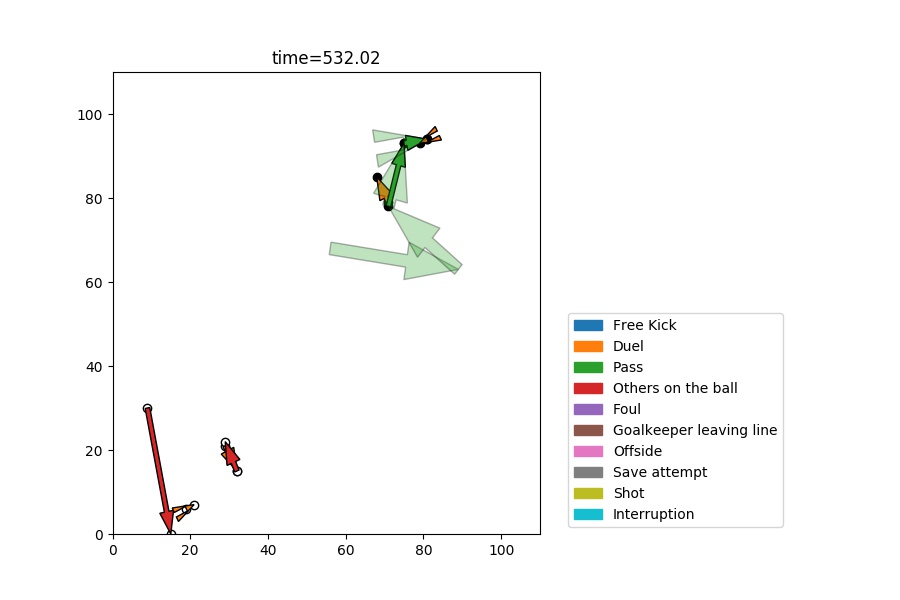 time=532.02
100
80
60
40
20
0
0 20 40 60 80 100
Free Kick
Duel
Pass
Others on the ball
Foul
Goalkeeper leaving line
Offside
Save attempt
Shot
Interruption